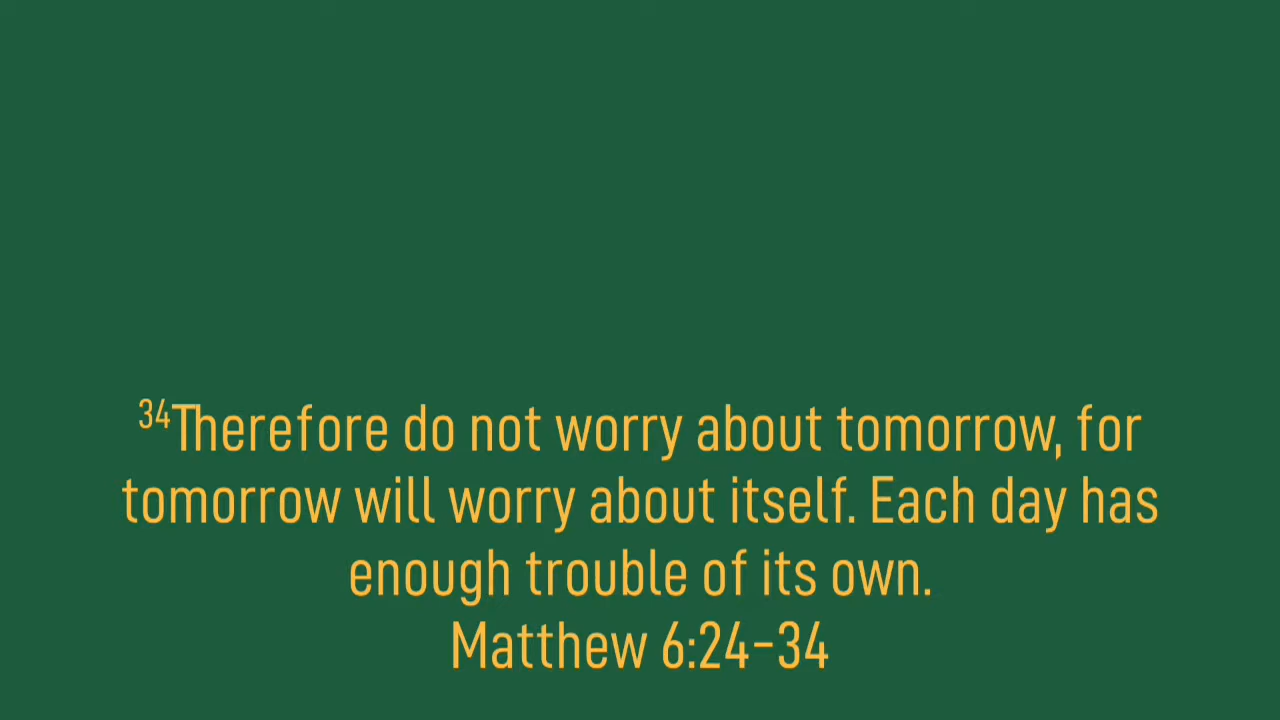 ³⁴Therefore do not worry about tomorrow, for
tomorrow will worry about itself. Each day has
enough trouble of its own.
Matthew 6:24–34